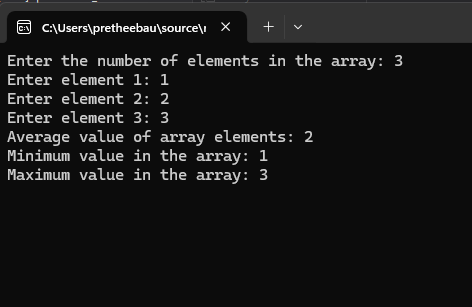 C:\Users\pretheebau\source\r
Enter the number of elements in the array: 3
Enter element 1: 1
Enter element 2: 2
Enter element 3: 3
Average value of array elements: 2
Minimum value in the array: 1
Maximum value in the array: 3